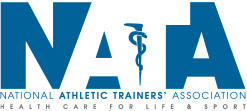 NATA
NATIONAL ATHLETIC TRAINERS' ASSOCIATION
HEALTH CARE FOR LIFE & SPORT